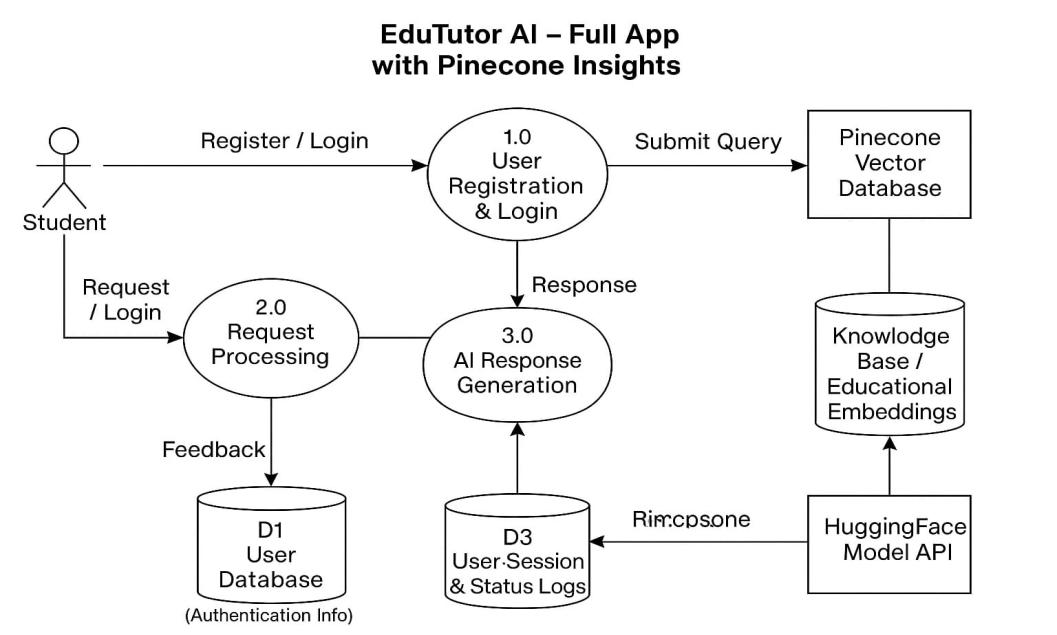 EduTutor AI – Full App
with Pinecone Insights
Student
Register / Login
1.0
User
Registration
& Login
Submit Query
Pinecone
Vector
Database
Request
/ Login
2.0
Request
Processing
Response
3.0
AI Response
Generation
Knowlodge
Base /
Educational
Embeddings
Feedback
D1
User
Database
(Authentication Info)
D3
User·Session
& Status Logs
HuggingFace
Model API